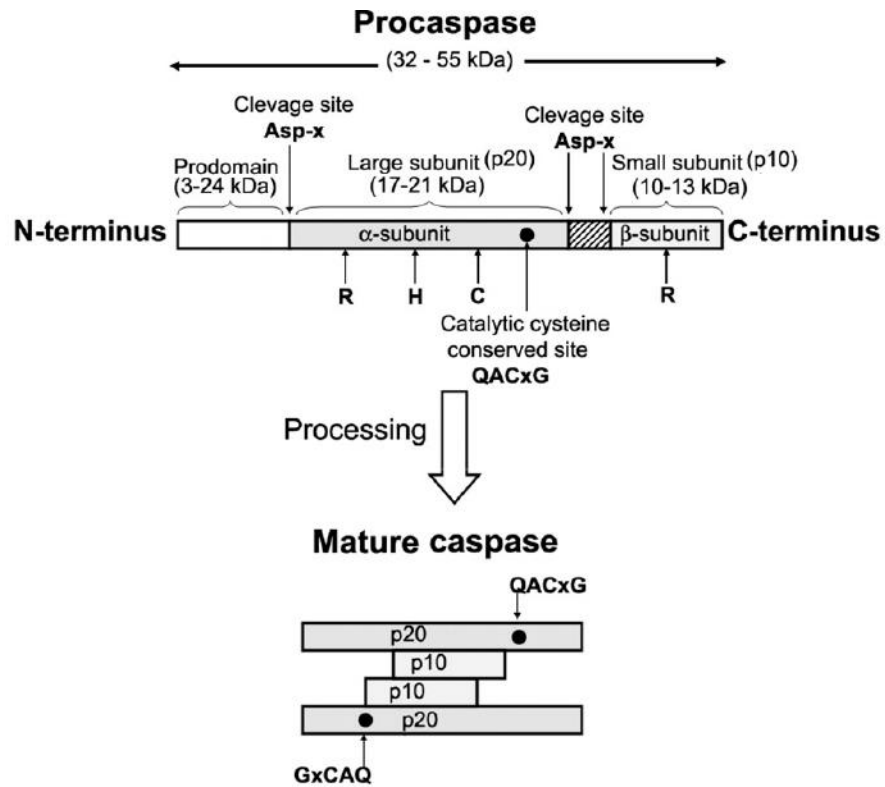 Procaspase
(32 - 55 kDa)
Clevage site
Asp-x
Clevage site
Asp-x
Prodomain
(3-24 kDa)
Large subunit (p20)
(17-21 kDa)
Small subunit (p10)
(10-13 kDa)
N-terminus
α-subunit
β-subunit
C-terminus
R
H
C
R
Catalytic cysteine
conserved site
QACxG
Processing
Mature caspase
QACxG
p20
p10
p10
p20
GxCAQ